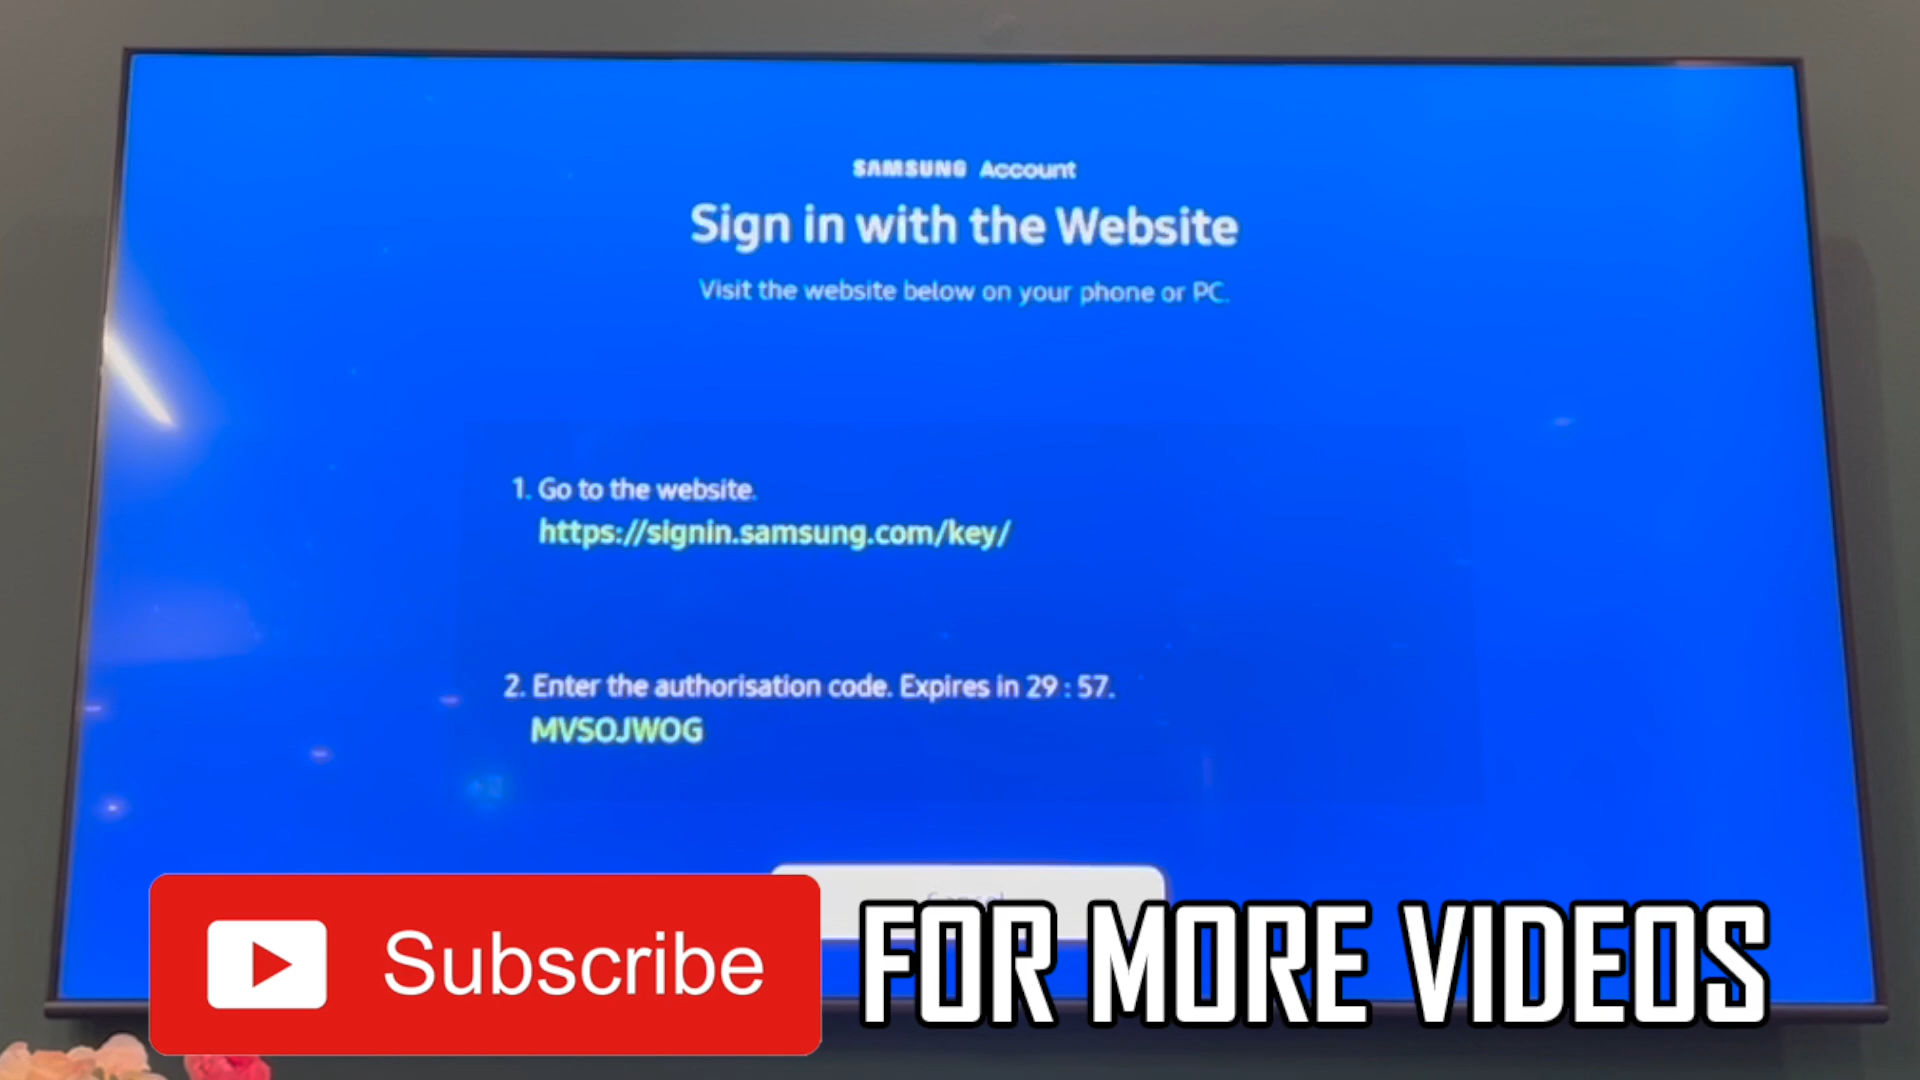 SAMSUNG Account
Sign in with the Website
Visit the website below on your phone or PC.
1. Go to the website.
https://signin.samsung.com/key/
2. Enter the authorisation code. Expires in 29 : 57.
MVSOJWOG
Subscribe
FOR MORE VIDEOS